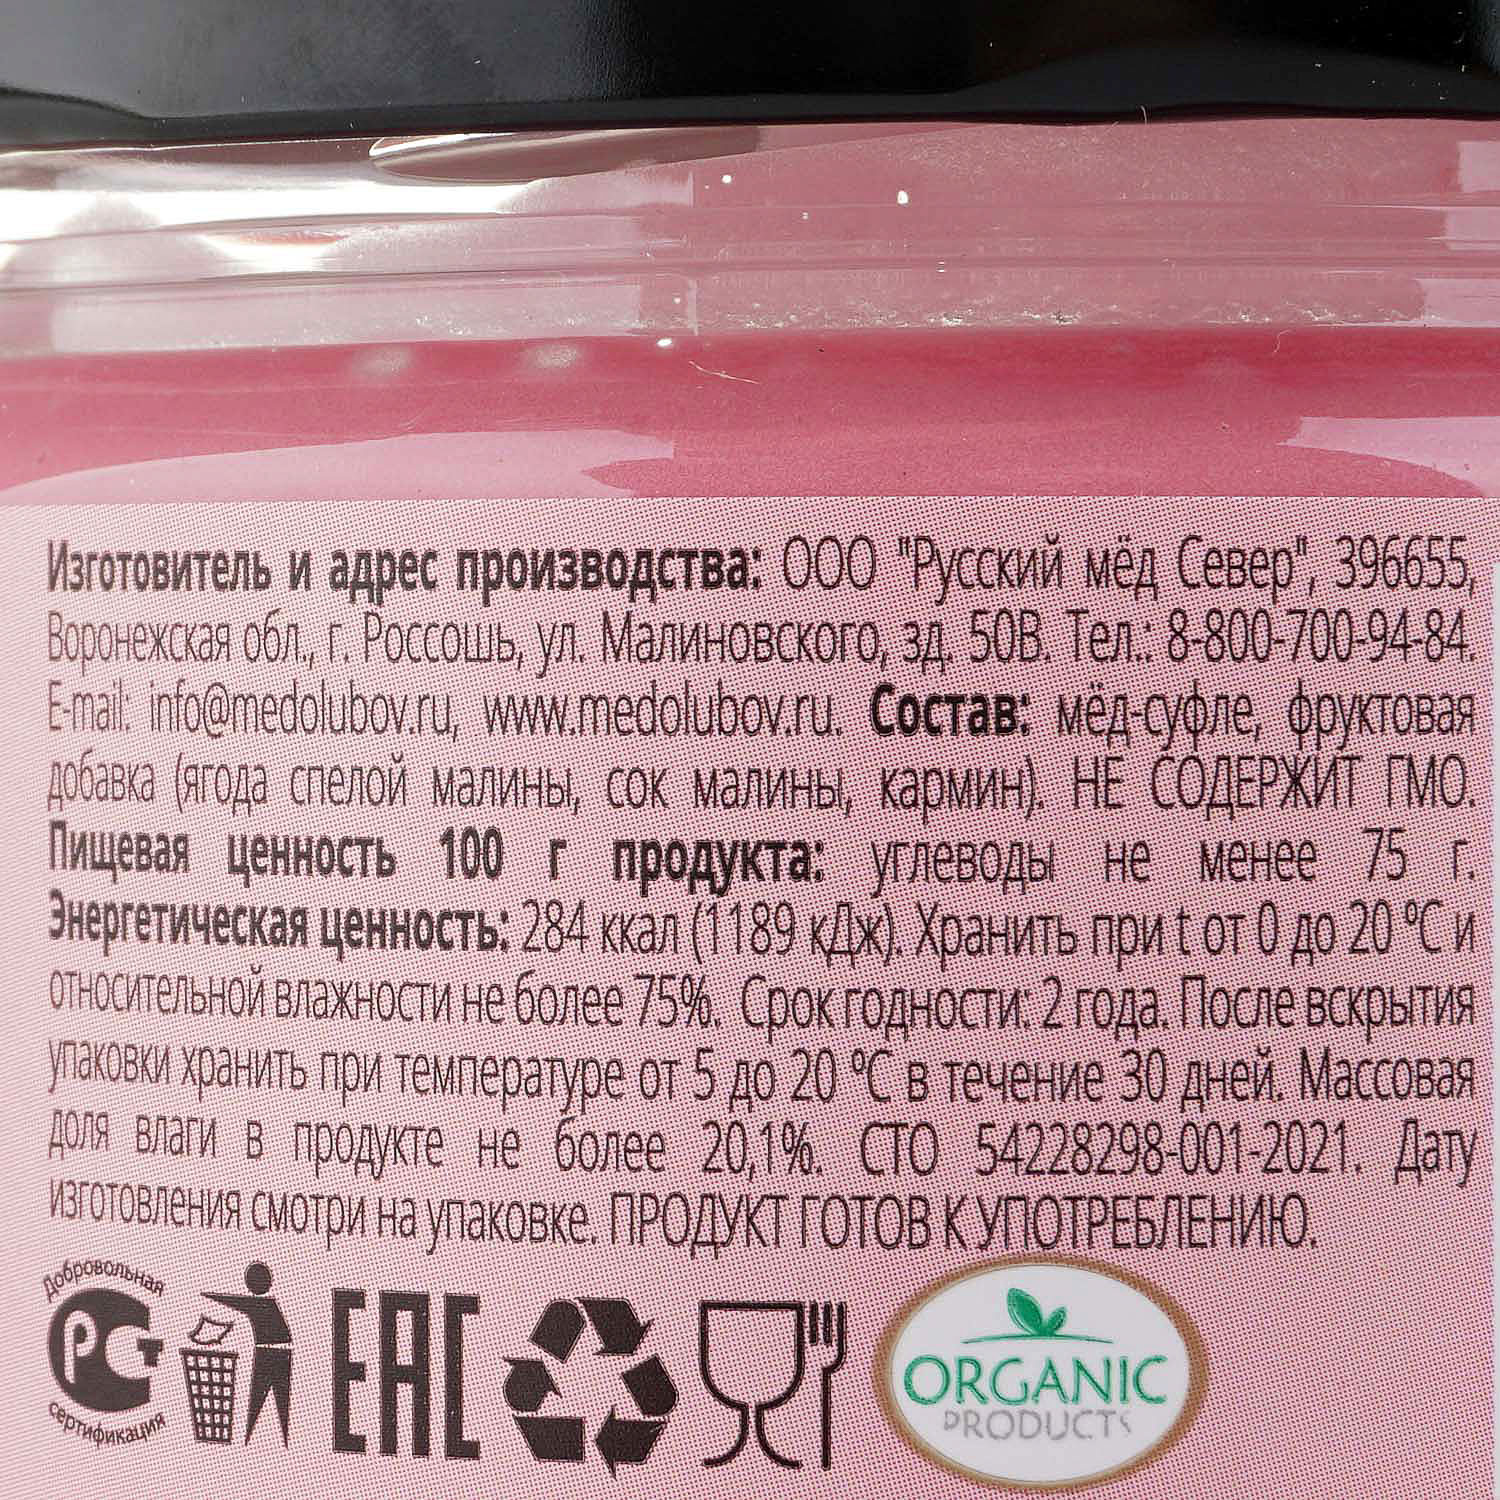 Изготовитель и адрес производства: ООО "Русский мёд Север", 396655,
Воронежская обл., г. Россошь, ул. Малиновского, зд. 50В. Тел.: 8-800-700-94-84.
E-mail: info@medolubov.ru, www.medolubov.ru. Состав: мёд-суфле, фруктовая
добавка (ягода спелой малины, сок малины, кармин). НЕ СОДЕРЖИТ ГМО.
Пищевая ценность 100 г продукта: углеводы не менее 75 г.
Энергетическая ценность: 284 ккал (1189 кДж). Хранить при t от 0 до 20 °С и
относительной влажности не более 75%. Срок годности: 2 года. После вскрытия
упаковки хранить при температуре от 5 до 20 °С в течение 30 дней. Массовая
доля влаги в продукте не более 20,1%. СТО 54228298-001-2021. Дату
изготовления смотри на упаковке. ПРОДУКТ ГОТОВ К УПОТРЕБЛЕНИЮ.
Добровольная
РСТ
сертификация
EAC
ORGANIC
PRODUCTS